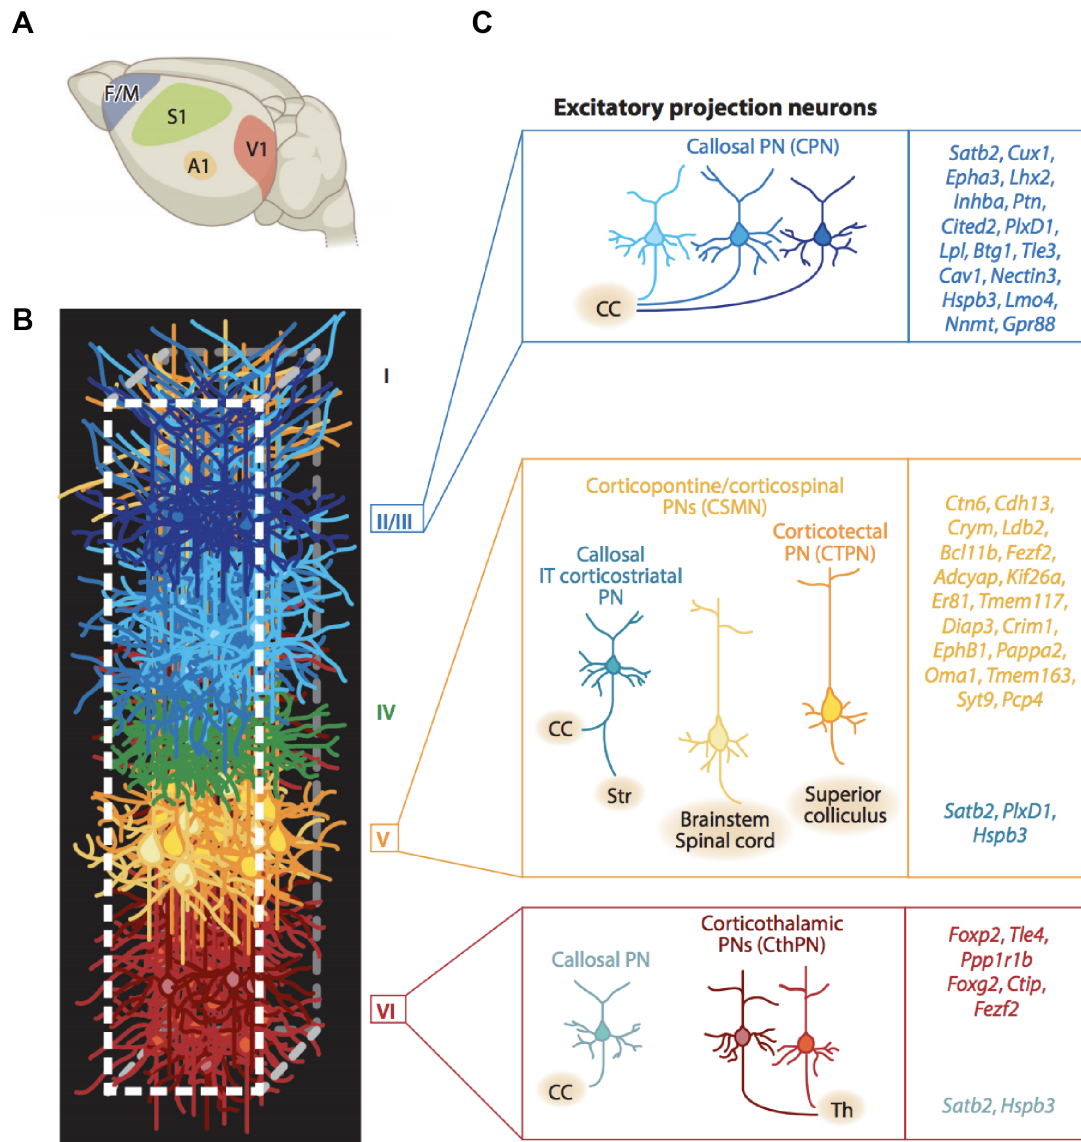 A
F/M
S1
A1
V1
B
I
II/III
IV
V
VI
C
Excitatory projection neurons
Callosal PN (CPN)
CC
Satb2, Cux1,
Epha3, Lhx2,
Inhba, Ptn,
Cited2, PlxD1,
Lpl, Btg1, Tle3,
Cav1, Nectin3,
Hspb3, Lmo4,
Nnmt, Gpr88
Corticopontine/corticospinal
PNs (CSMN)
Corticotectal
PN (CTPN)
Callosal
IT corticostriatal
PN
CC
Str
Brainstem
Spinal cord
Superior
colliculus
Ctn6, Cdh13,
Crym, Ldb2,
Bcl11b, Fezf2,
Adcyap, Kif26a,
Er81, Tmem117,
Diap3, Crim1,
EphB1, Pappa2,
Oma1, Tmem163,
Syt9, Pcp4
Satb2, PlxD1,
Hspb3
Corticothalamic
PNs (CthPN)
Callosal PN
CC
Th
Foxp2, Tle4,
Ppp1r1b
Foxg2, Ctip,
Fezf2
Satb2, Hspb3